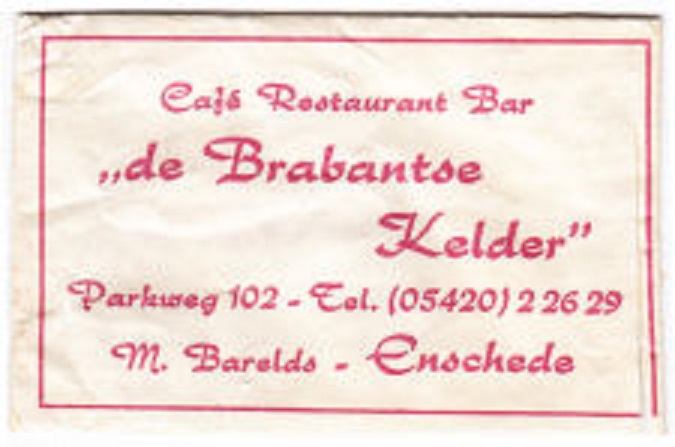 Café Restaurant Bar
„de Brabantse
Kelder”
Parkweg 102 - Tel. (05420) 2 26 29
M. Barelds - Enschede